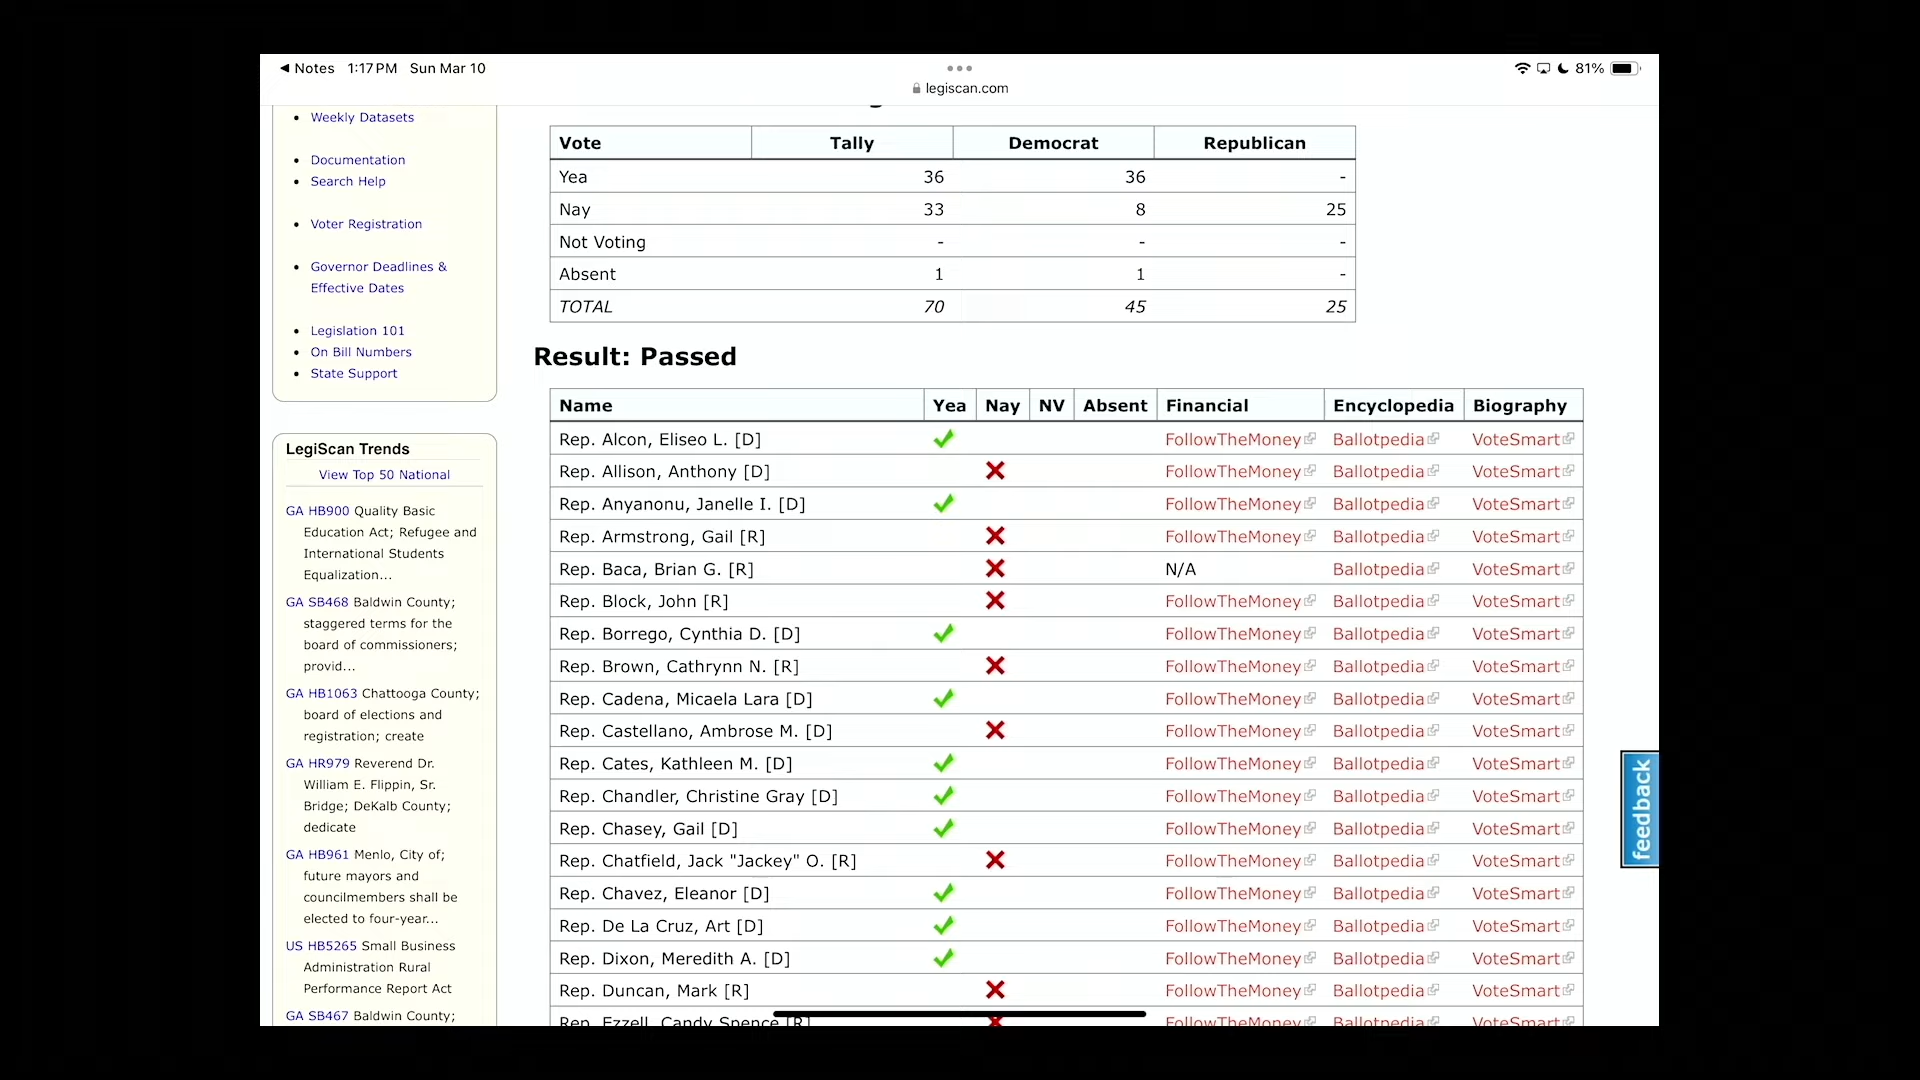 ◀ Notes 1:17 PM Sun Mar 10
81%
legiscan.com
Weekly Datasets
Documentation
Search Help
Voter Registration
Governor Deadlines &
Effective Dates
Legislation 101
On Bill Numbers
State Support
LegiScan Trends
View Top 50 National
GA HB900 Quality Basic
Education Act; Refugee and
International Students
Equalization...
GA SB468 Baldwin County;
staggered terms for the
board of commissioners;
provid...
GA HB1063 Chattooga County;
board of elections and
registration; create
GA HR979 Reverend Dr.
William E. Flippin, Sr.
Bridge; DeKalb County;
dedicate
GA HB961 Menlo, City of;
future mayors and
councilmembers shall be
elected to four-year...
US HB5265 Small Business
Administration Rural
Performance Report Act
GA SB467 Baldwin County;
Vote Tally Democrat Republican
Yea 36 36 -
Nay 33 8 25
Not Voting - - -
Absent 1 1 -
TOTAL 70 45 25
Result: Passed
Name Yea Nay NV Absent Financial Encyclopedia Biography
Rep. Alcon, Eliseo L. [D] FollowTheMoney Ballotpedia VoteSmart
Rep. Allison, Anthony [D] FollowTheMoney Ballotpedia VoteSmart
Rep. Anyanonu, Janelle I. [D] FollowTheMoney Ballotpedia VoteSmart
Rep. Armstrong, Gail [R] FollowTheMoney Ballotpedia VoteSmart
Rep. Baca, Brian G. [R] N/A Ballotpedia VoteSmart
Rep. Block, John [R] FollowTheMoney Ballotpedia VoteSmart
Rep. Borrego, Cynthia D. [D] FollowTheMoney Ballotpedia VoteSmart
Rep. Brown, Cathrynn N. [R] FollowTheMoney Ballotpedia VoteSmart
Rep. Cadena, Micaela Lara [D] FollowTheMoney Ballotpedia VoteSmart
Rep. Castellano, Ambrose M. [D] FollowTheMoney Ballotpedia VoteSmart
Rep. Cates, Kathleen M. [D] FollowTheMoney Ballotpedia VoteSmart
Rep. Chandler, Christine Gray [D] FollowTheMoney Ballotpedia VoteSmart
Rep. Chasey, Gail [D] FollowTheMoney Ballotpedia VoteSmart
Rep. Chatfield, Jack "Jackey" O. [R] FollowTheMoney Ballotpedia VoteSmart
Rep. Chavez, Eleanor [D] FollowTheMoney Ballotpedia VoteSmart
Rep. De La Cruz, Art [D] FollowTheMoney Ballotpedia VoteSmart
Rep. Dixon, Meredith A. [D] FollowTheMoney Ballotpedia VoteSmart
Rep. Duncan, Mark [R] FollowTheMoney Ballotpedia VoteSmart
Rep. Ezzell, Candy Spence [R] FollowTheMoney Ballotpedia VoteSmart
feedback